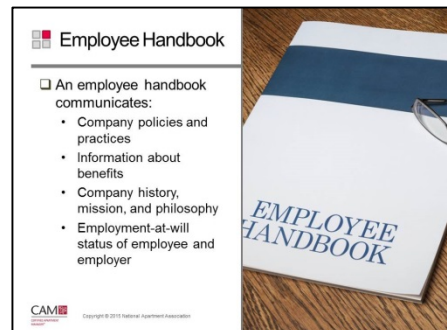 Employee Handbook
An employee handbook
communicates:
• Company policies and
practices
• Information about
benefits
• Company history,
mission, and philosophy
• Employment-at-will
status of employee and
employer
EMPLOYEE
HANDBOOK
CAM
Copyright © 2015 National Apartment Association